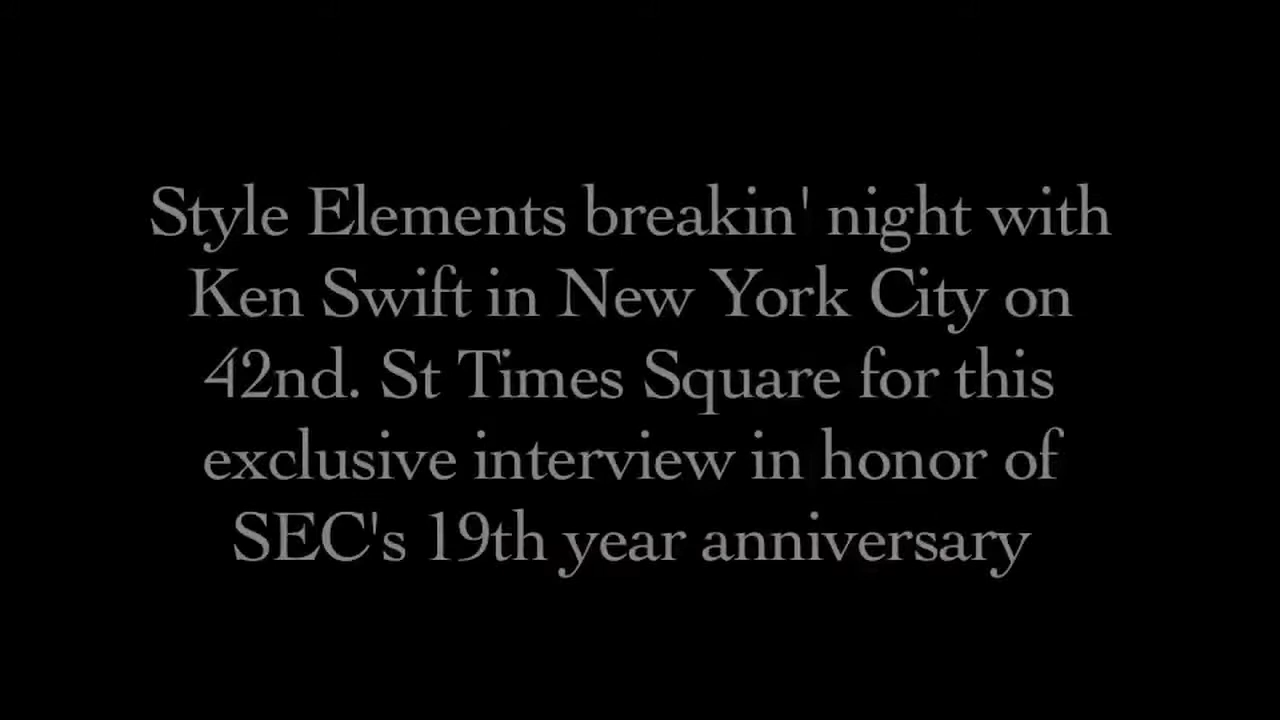 Style Elements breakin' night with
Ken Swift in New York City on
42nd. St Times Square for this
exclusive interview in honor of
SEC's 19th year anniversary